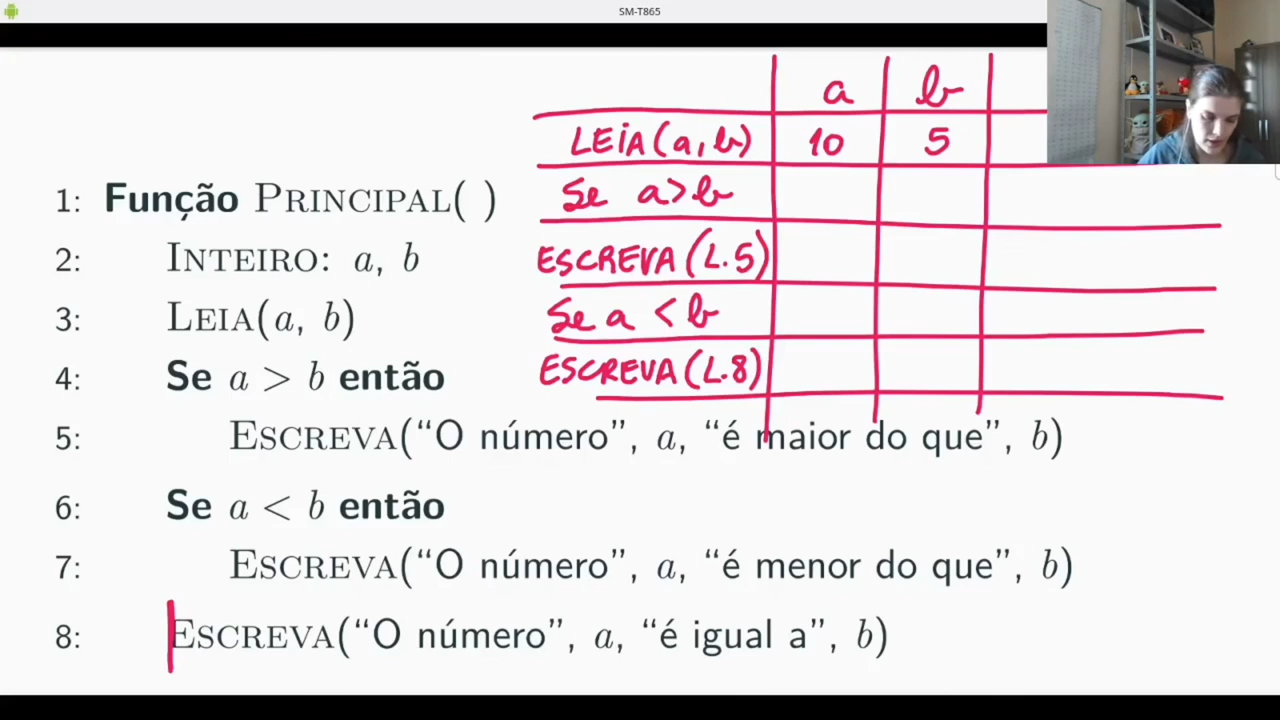 SM-T865
a b
LEIA(a, b) 10 5
Se a>b
ESCREVA (L.5)
Se a < b
ESCREVA (L.8)
1: Função PRINCIPAL( )
2: INTEIRO: a, b
3: LEIA(a, b)
4: Se a > b então
5: ESCREVA(“O número”, a, “é maior do que”, b)
6: Se a < b então
7: ESCREVA(“O número”, a, “é menor do que”, b)
8: ESCREVA(“O número”, a, “é igual a”, b)